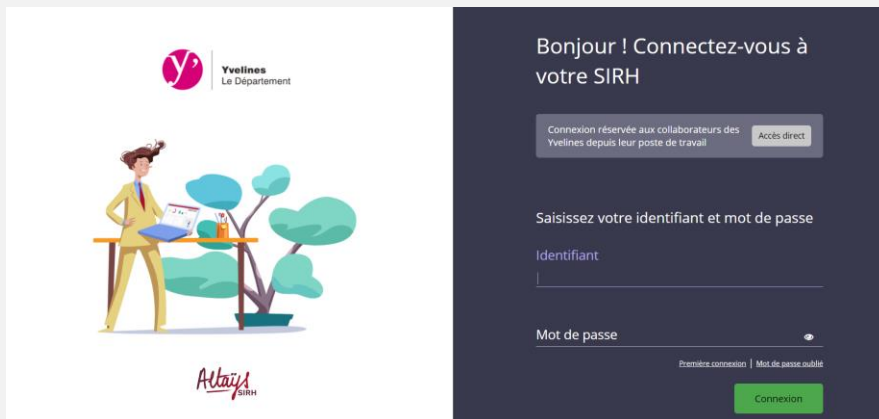 y'
Yvelines
Le Département
Altaÿs
SIRH
Bonjour ! Connectez-vous à
votre SIRH
Connexion réservée aux collaborateurs des
Yvelines depuis leur poste de travail
Accès direct
Saisissez votre identifiant et mot de passe
Identifiant
Mot de passe
Première connexion | Mot de passe oublié
Connexion